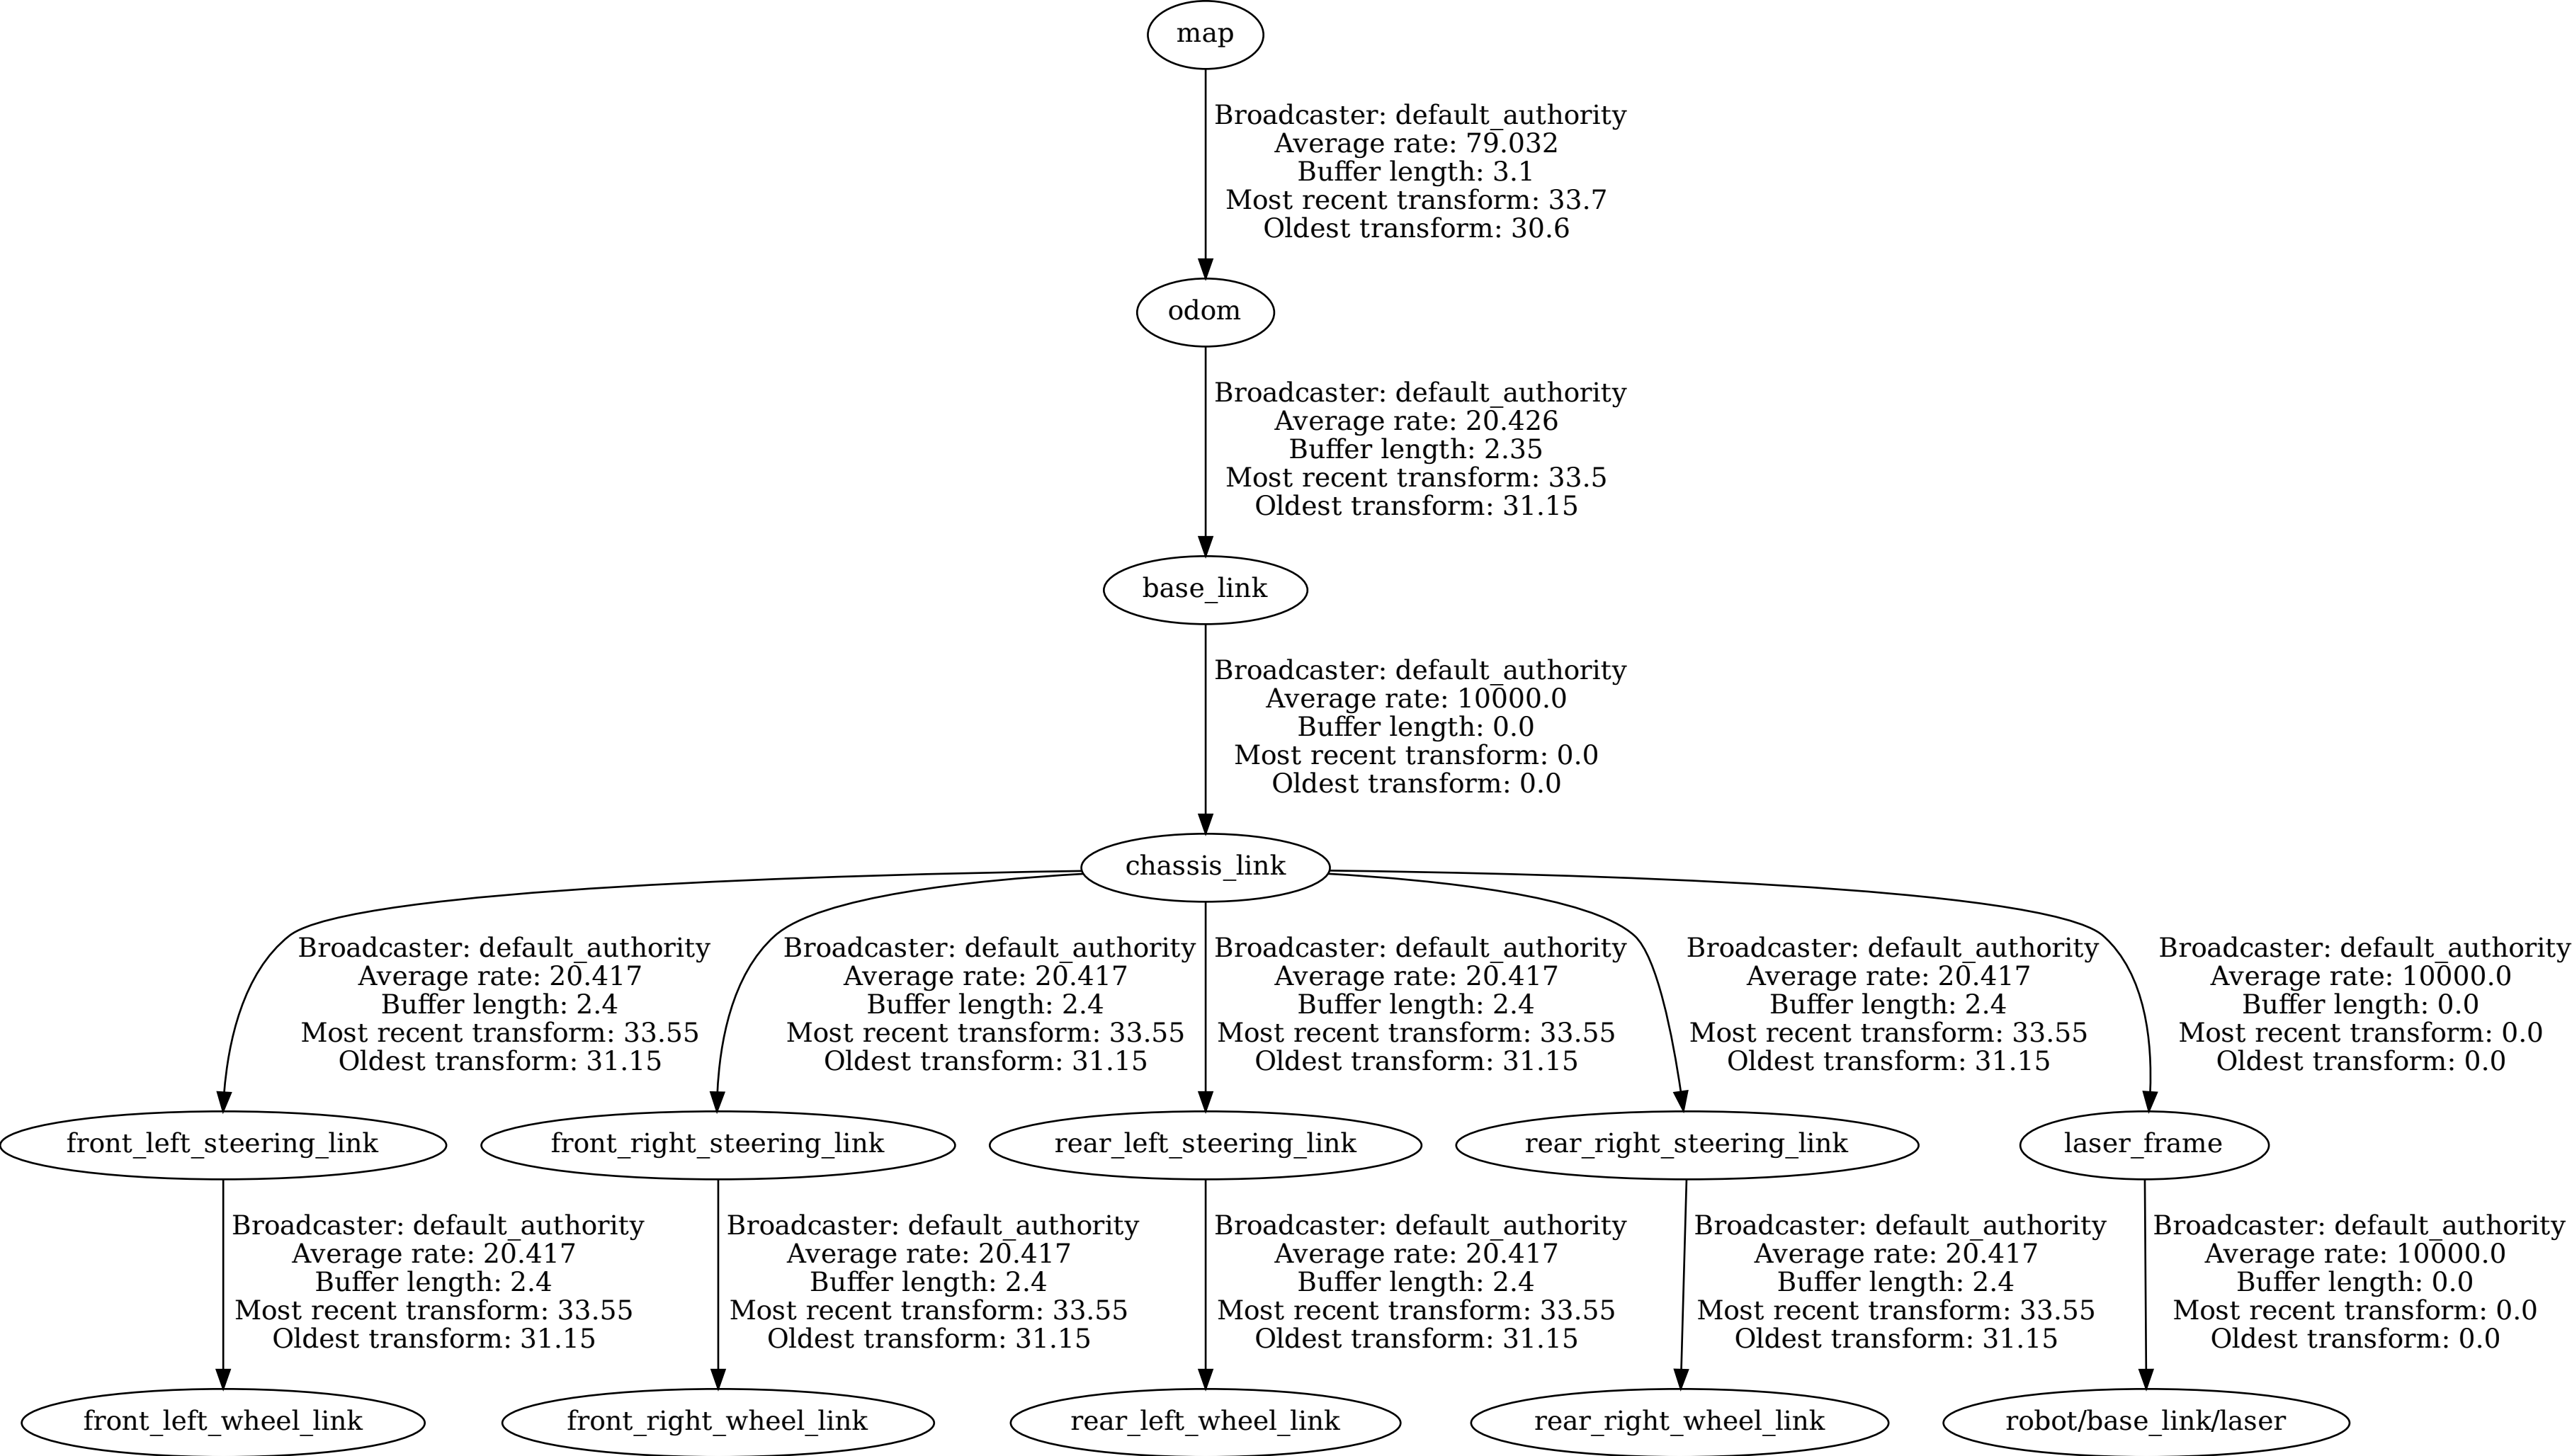 map
Broadcaster: default_authority
Average rate: 79.032
Buffer length: 3.1
Most recent transform: 33.7
Oldest transform: 30.6
odom
Broadcaster: default_authority
Average rate: 20.426
Buffer length: 2.35
Most recent transform: 33.5
Oldest transform: 31.15
base_link
Broadcaster: default_authority
Average rate: 10000.0
Buffer length: 0.0
Most recent transform: 0.0
Oldest transform: 0.0
chassis_link
Broadcaster: default_authority
Average rate: 20.417
Buffer length: 2.4
Most recent transform: 33.55
Oldest transform: 31.15
Broadcaster: default_authority
Average rate: 20.417
Buffer length: 2.4
Most recent transform: 33.55
Oldest transform: 31.15
Broadcaster: default_authority
Average rate: 20.417
Buffer length: 2.4
Most recent transform: 33.55
Oldest transform: 31.15
Broadcaster: default_authority
Average rate: 20.417
Buffer length: 2.4
Most recent transform: 33.55
Oldest transform: 31.15
Broadcaster: default_authority
Average rate: 10000.0
Buffer length: 0.0
Most recent transform: 0.0
Oldest transform: 0.0
front_left_steering_link
front_right_steering_link
rear_left_steering_link
rear_right_steering_link
laser_frame
Broadcaster: default_authority
Average rate: 20.417
Buffer length: 2.4
Most recent transform: 33.55
Oldest transform: 31.15
Broadcaster: default_authority
Average rate: 20.417
Buffer length: 2.4
Most recent transform: 33.55
Oldest transform: 31.15
Broadcaster: default_authority
Average rate: 20.417
Buffer length: 2.4
Most recent transform: 33.55
Oldest transform: 31.15
Broadcaster: default_authority
Average rate: 20.417
Buffer length: 2.4
Most recent transform: 33.55
Oldest transform: 31.15
Broadcaster: default_authority
Average rate: 10000.0
Buffer length: 0.0
Most recent transform: 0.0
Oldest transform: 0.0
front_left_wheel_link
front_right_wheel_link
rear_left_wheel_link
rear_right_wheel_link
robot/base_link/laser